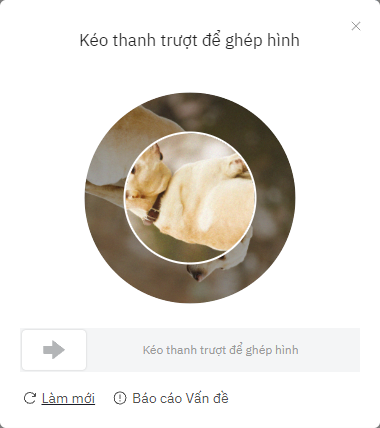 Kéo thanh trượt để ghép hình
Kéo thanh trượt để ghép hình
Làm mới
Báo cáo Vấn đề